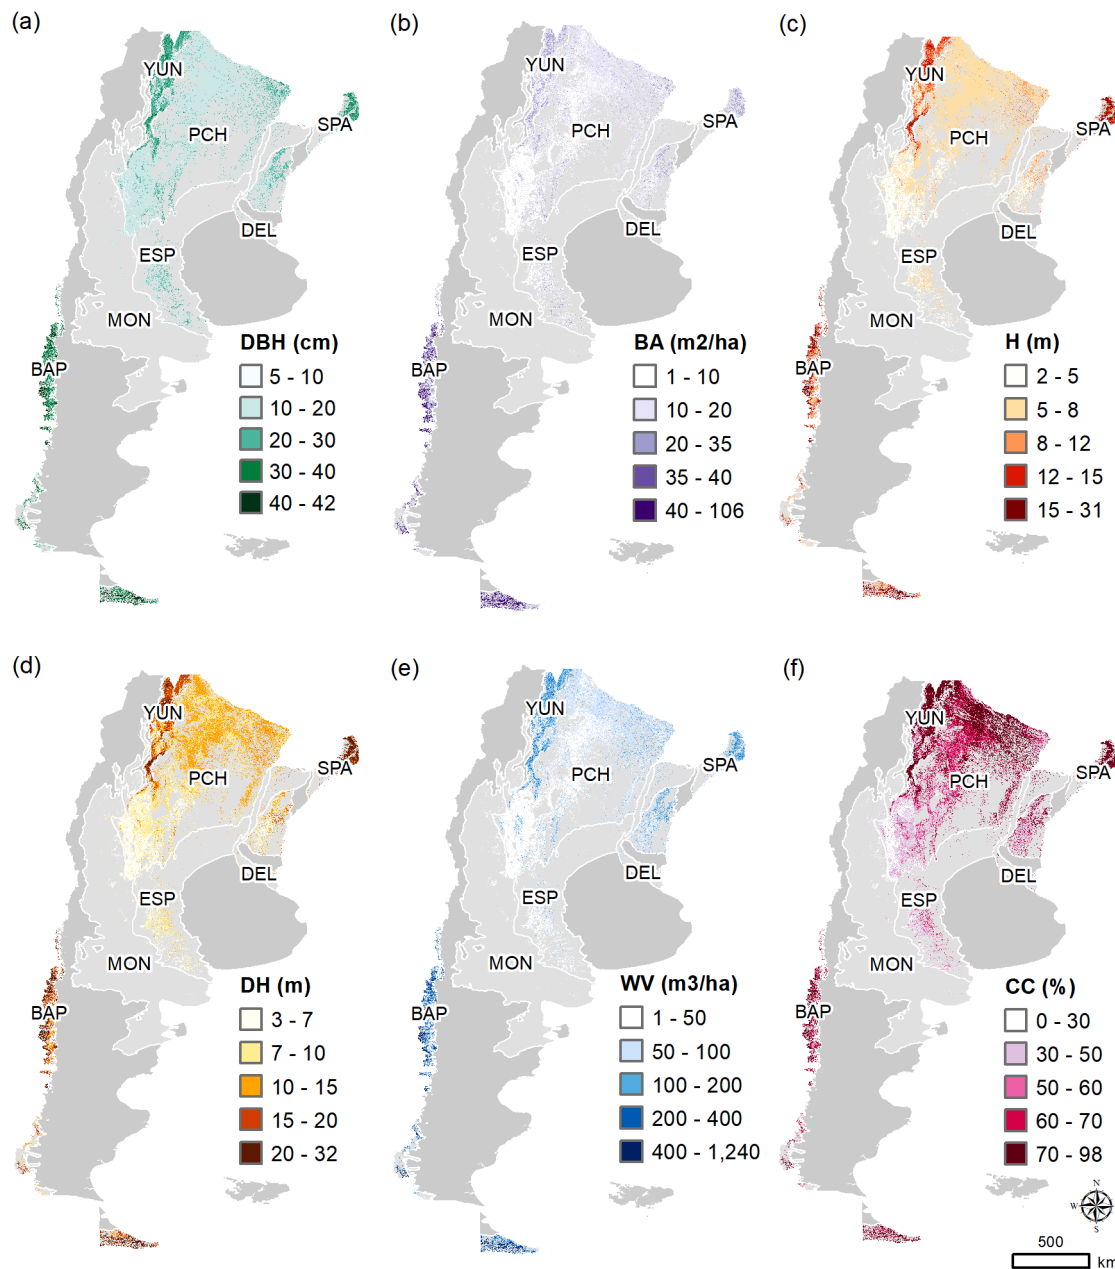 (a)
YUN
PCH
SPA
DEL
ESP
MON
BAP
DBH (cm)
5 - 10
10 - 20
20 - 30
30 - 40
40 - 42
(b)
YUN
PCH
SPA
DEL
ESP
MON
BAP
BA (m2/ha)
1 - 10
10 - 20
20 - 35
35 - 40
40 - 106
(c)
YUN
PCH
SPA
DEL
ESP
MON
BAP
H (m)
2 - 5
5 - 8
8 - 12
12 - 15
15 - 31
(d)
YUN
PCH
SPA
DEL
ESP
MON
BAP
DH (m)
3 - 7
7 - 10
10 - 15
15 - 20
20 - 32
(e)
YUN
PCH
SPA
DEL
ESP
MON
BAP
WV (m3/ha)
1 - 50
50 - 100
100 - 200
200 - 400
400 - 1,240
(f)
YUN
PCH
SPA
DEL
ESP
MON
BAP
CC (%)
0 - 30
30 - 50
50 - 60
60 - 70
70 - 98
N
W
E
S
500
km